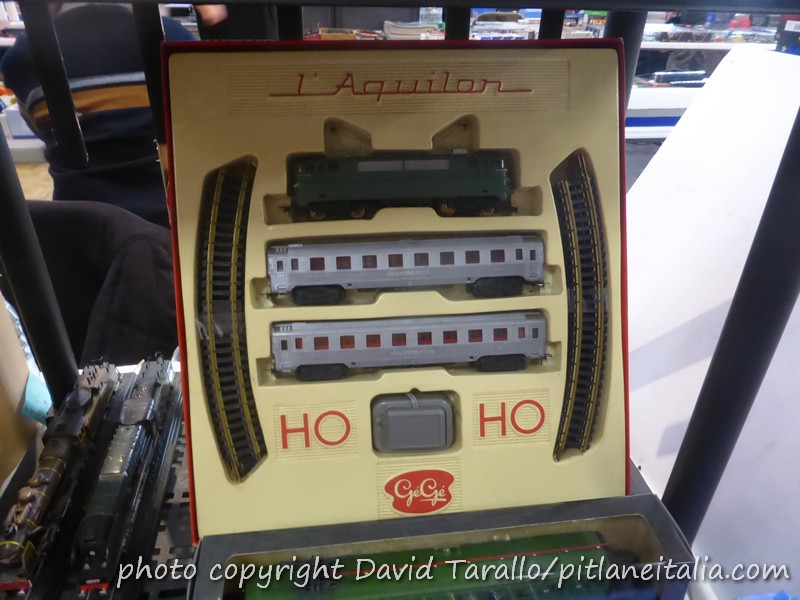 l'Aquilon
HO HO
GéGé
photo copyright David Tarallo/pitlaneitalia.com